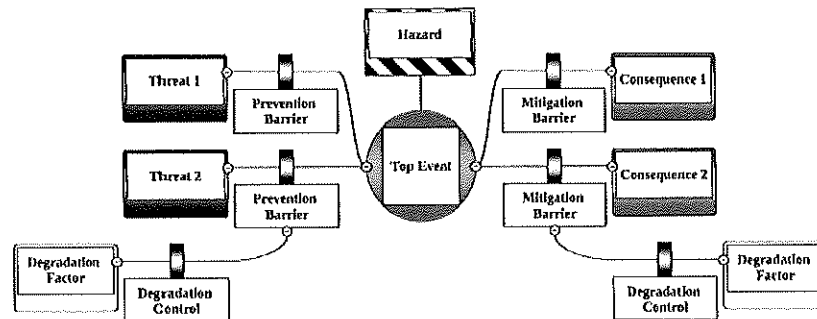 Hazard
Threat 1
Prevention
Barrier
Mitigation
Barrier
Consequence 1
Top Event
Threat 2
Prevention
Barrier
Mitigation
Barrier
Consequence 2
Degradation
Factor
Degradation
Control
Degradation
Control
Degradation
Factor